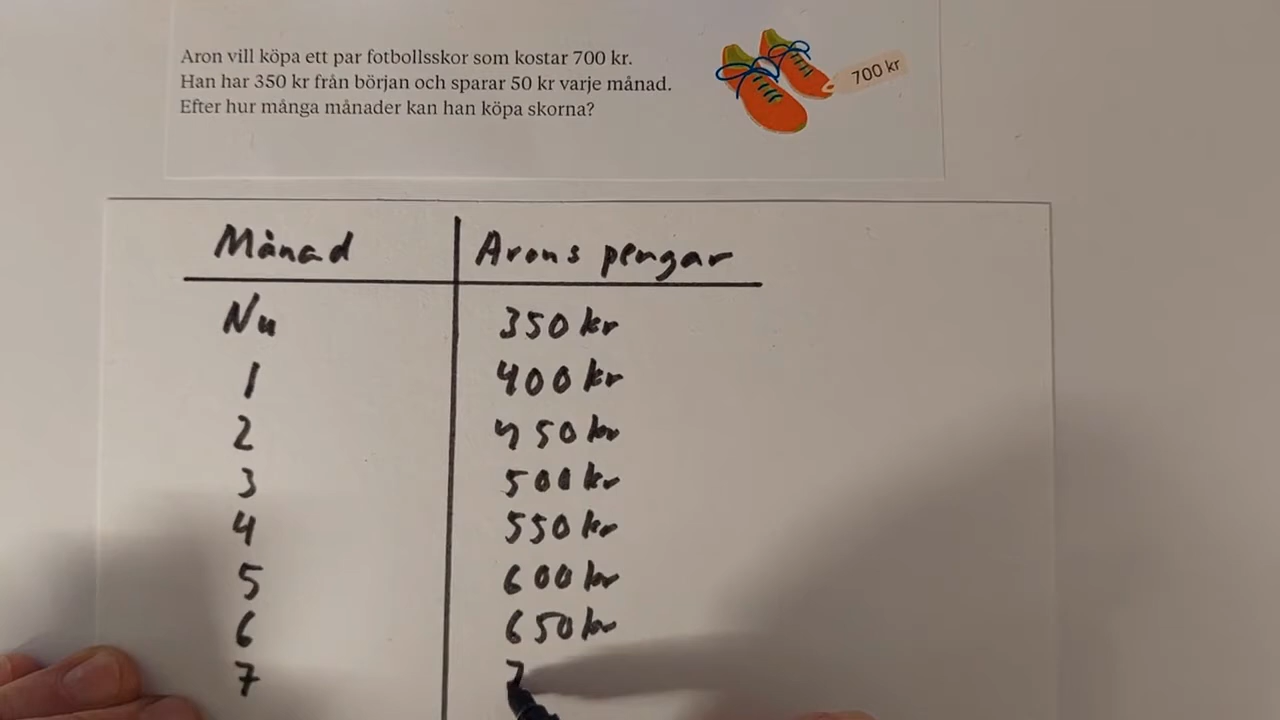 Aron vill köpa ett par fotbollsskor som kostar 700 kr.
Han har 350 kr från början och sparar 50 kr varje månad.
Efter hur många månader kan han köpa skorna?
700 kr
Månad Arons pengar
Nu 350 kr
1 400 kr
2 450 kr
3 500 kr
4 550 kr
5 600 kr
6 650 kr
7 7